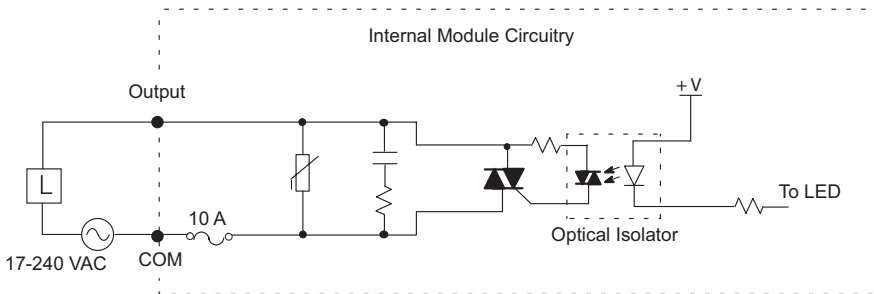 Internal Module Circuitry
Output
+V
L
10 A
To LED
Optical Isolator
COM
17-240 VAC